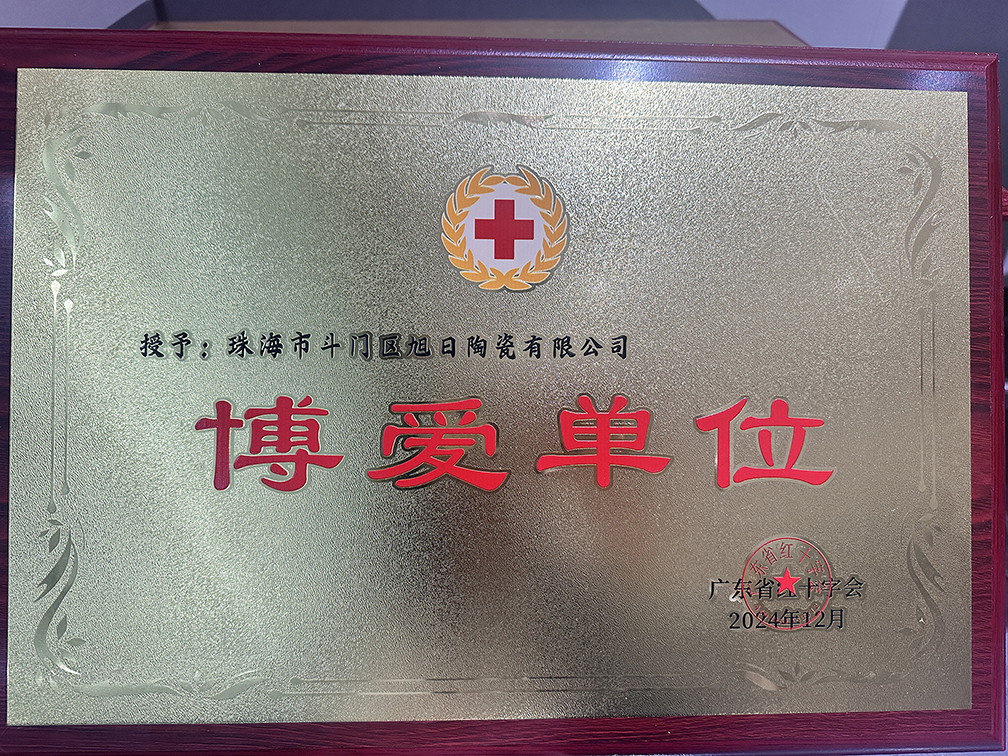 授予：珠海市斗门区旭日陶瓷有限公司
博爱单位
广东省红十字会
2024年12月